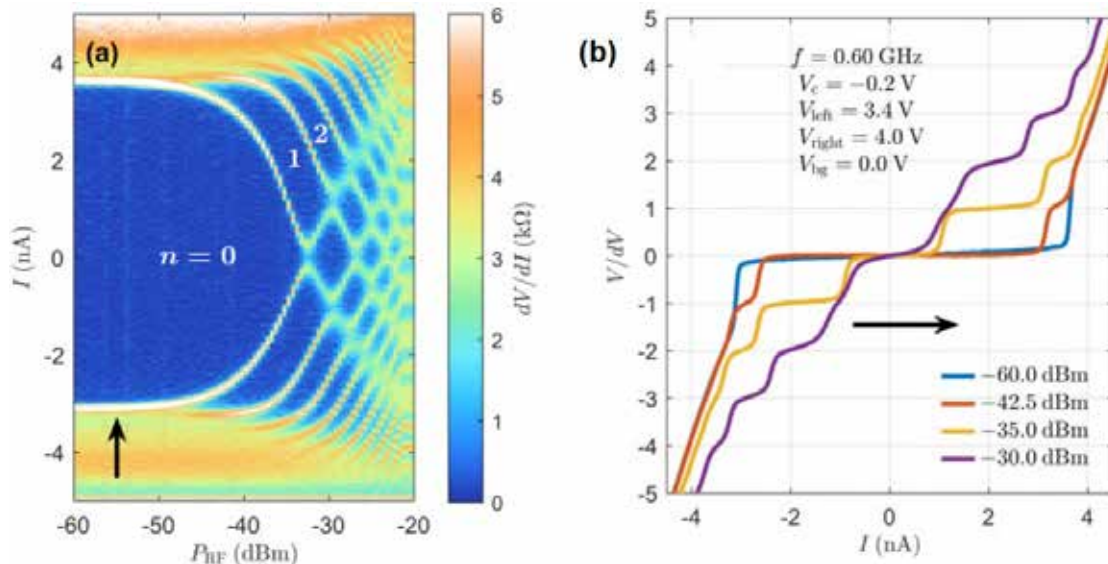 (a)
I (nA)
4
2
0
-2
-4
n = 0
1
2
-60
-50
-40
-30
-20
P_RF (dBm)
6
5
4
3
2
1
0
dV/dI (kΩ)
(b)
f = 0.60 GHz
V_c = −0.2 V
V_left = 3.4 V
V_right = 4.0 V
V_bg = 0.0 V
V/dV
5
4
3
2
1
0
-1
-2
-3
-4
-5
−60.0 dBm
−42.5 dBm
−35.0 dBm
−30.0 dBm
-4
-2
0
2
4
I (nA)